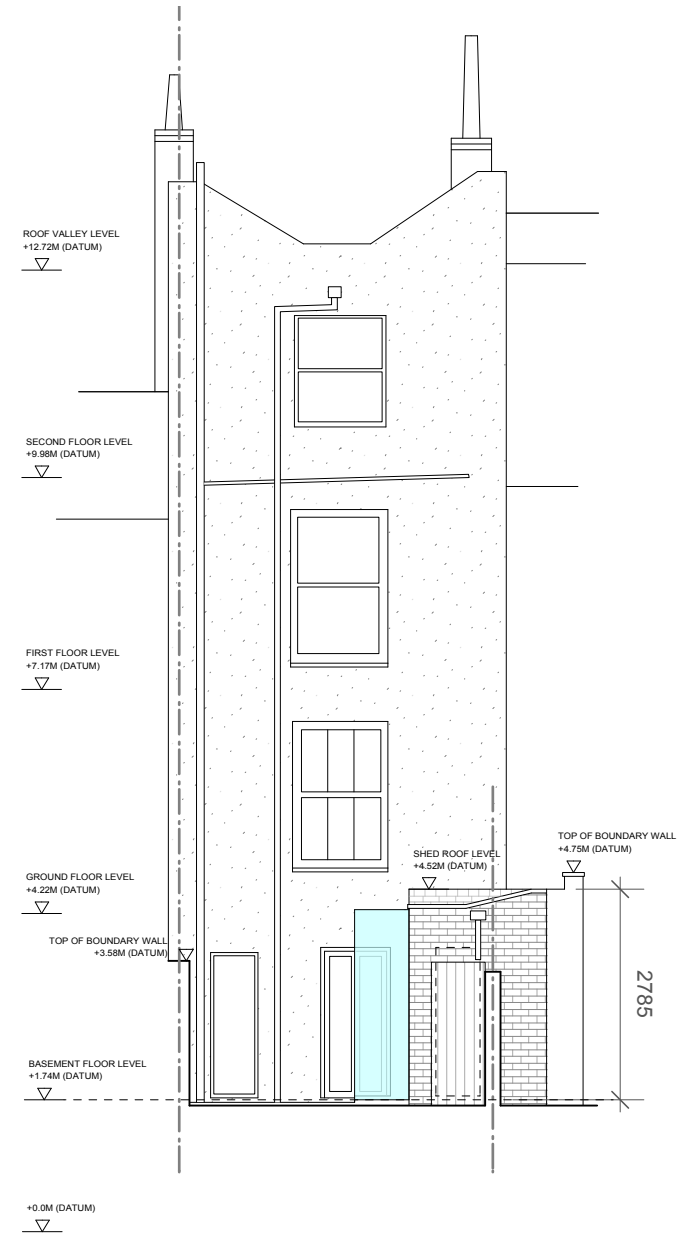 ROOF VALLEY LEVEL
+12.72M (DATUM)
SECOND FLOOR LEVEL
+9.98M (DATUM)
FIRST FLOOR LEVEL
+7.17M (DATUM)
TOP OF BOUNDARY WALL
+4.75M (DATUM)
SHED ROOF LEVEL
+4.52M (DATUM)
GROUND FLOOR LEVEL
+4.22M (DATUM)
TOP OF BOUNDARY WALL
+3.58M (DATUM)
2785
BASEMENT FLOOR LEVEL
+1.74M (DATUM)
+0.0M (DATUM)